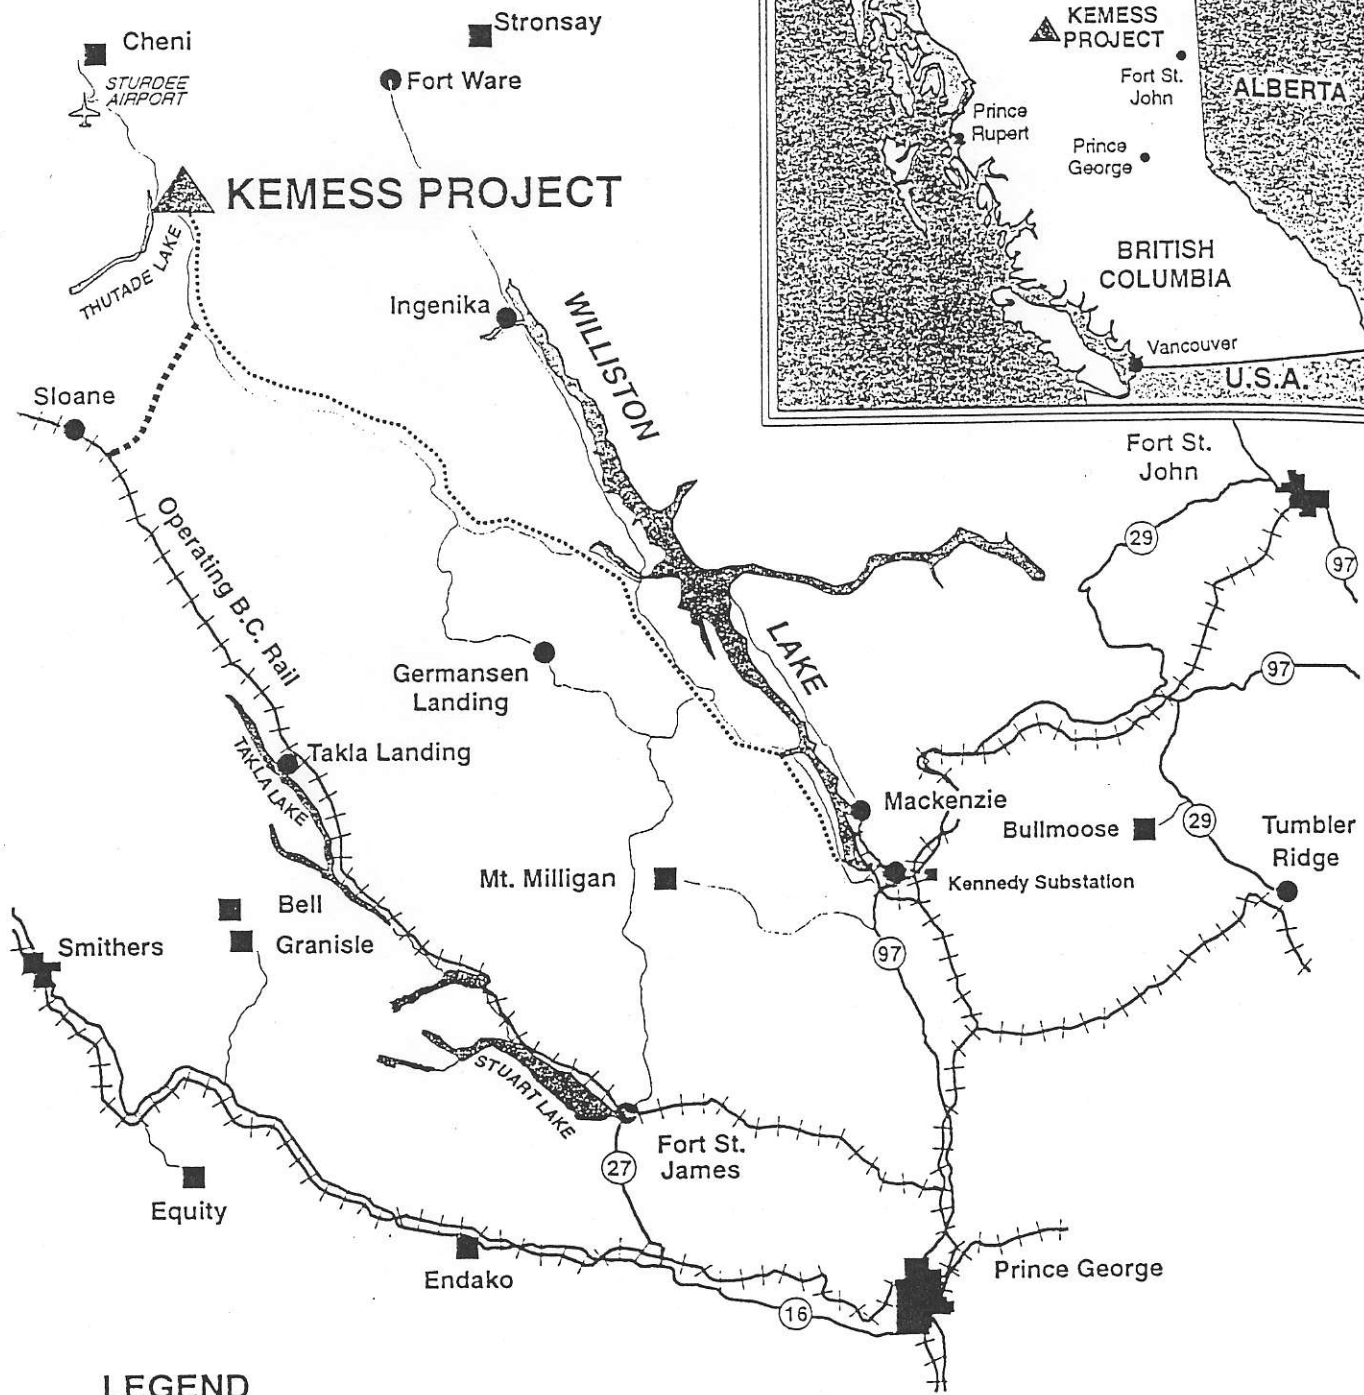 Cheni
STURDEE
AIRPORT
Stronsay
Fort Ware
KEMESS PROJECT
THUTADE LAKE
Ingenika
WILLISTON
LAKE
Sloane
Operating B.C. Rail
Germansen
Landing
Takla Landing
TAKLA LAKE
Mackenzie
Bullmoose
Tumbler
Ridge
Kennedy Substation
Mt. Milligan
Bell
Granisle
Smithers
STUART LAKE
Fort St.
James
Equity
Endako
Prince George
Fort St.
John
29
97
97
29
97
27
16
KEMESS
PROJECT
Fort St.
John
ALBERTA
Prince
Rupert
Prince
George
BRITISH
COLUMBIA
Vancouver
U.S.A.
LEGEND